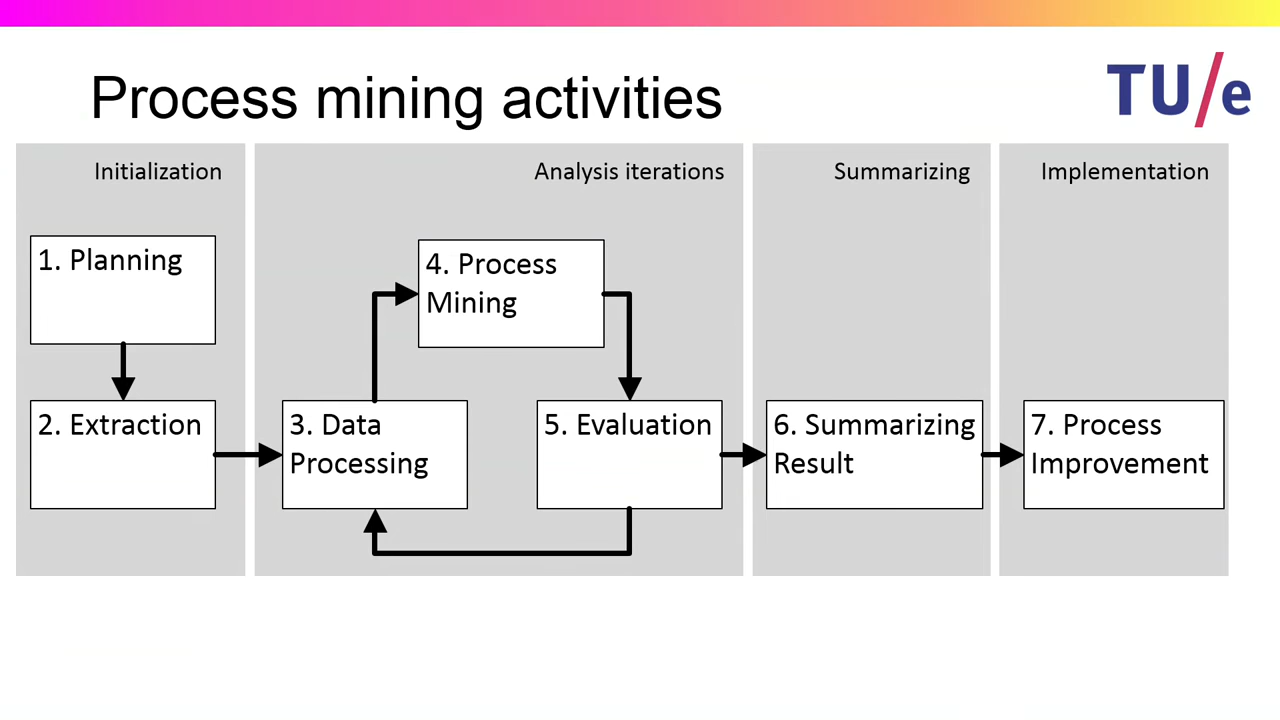 Process mining activities
TU/e
Initialization
Analysis iterations
Summarizing
Implementation
1. Planning
2. Extraction
3. Data
Processing
4. Process
Mining
5. Evaluation
6. Summarizing
Result
7. Process
Improvement